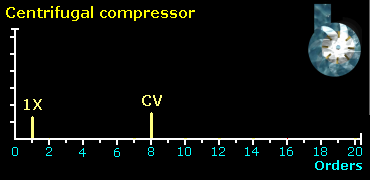 Centrifugal compressor
1X
CV
0 2 4 6 8 10 12 14 16 18 20
Orders